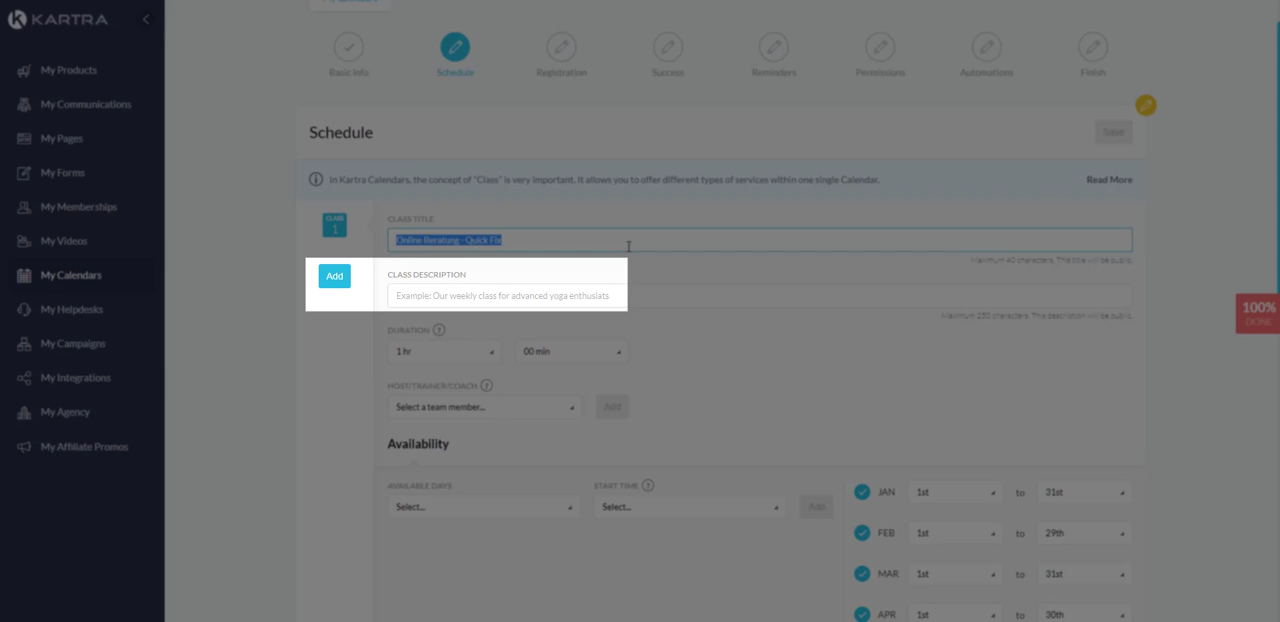 KARTRA
My Products
My Communications
My Pages
My Forms
My Memberships
My Videos
My Calendars
My Helpdesks
My Campaigns
My Integrations
My Agency
My Affiliate Promos
Basic Info
Schedule
Registration
Success
Reminders
Permissions
Automations
Finish
Schedule
Save
In Kartra Calendars, the concept of "Class" is very important. It allows you to offer different types of services within one single Calendar.
Read More
CLASS
1
CLASS TITLE
Online Beratung - Quick Fix
Maximum 40 characters. This title will be public.
Add
CLASS DESCRIPTION
Example: Our weekly class for advanced yoga enthusiats
Maximum 250 characters. This description will be public.
DURATION ?
1 hr
00 min
HOST/TRAINER/COACH ?
Select a team member...
Add
Availability
AVAILABLE DAYS
START TIME ?
Select...
Select...
Add
JAN 1st to 31st
FEB 1st to 29th
MAR 1st to 31st
APR 1st to 30th
100%
DONE